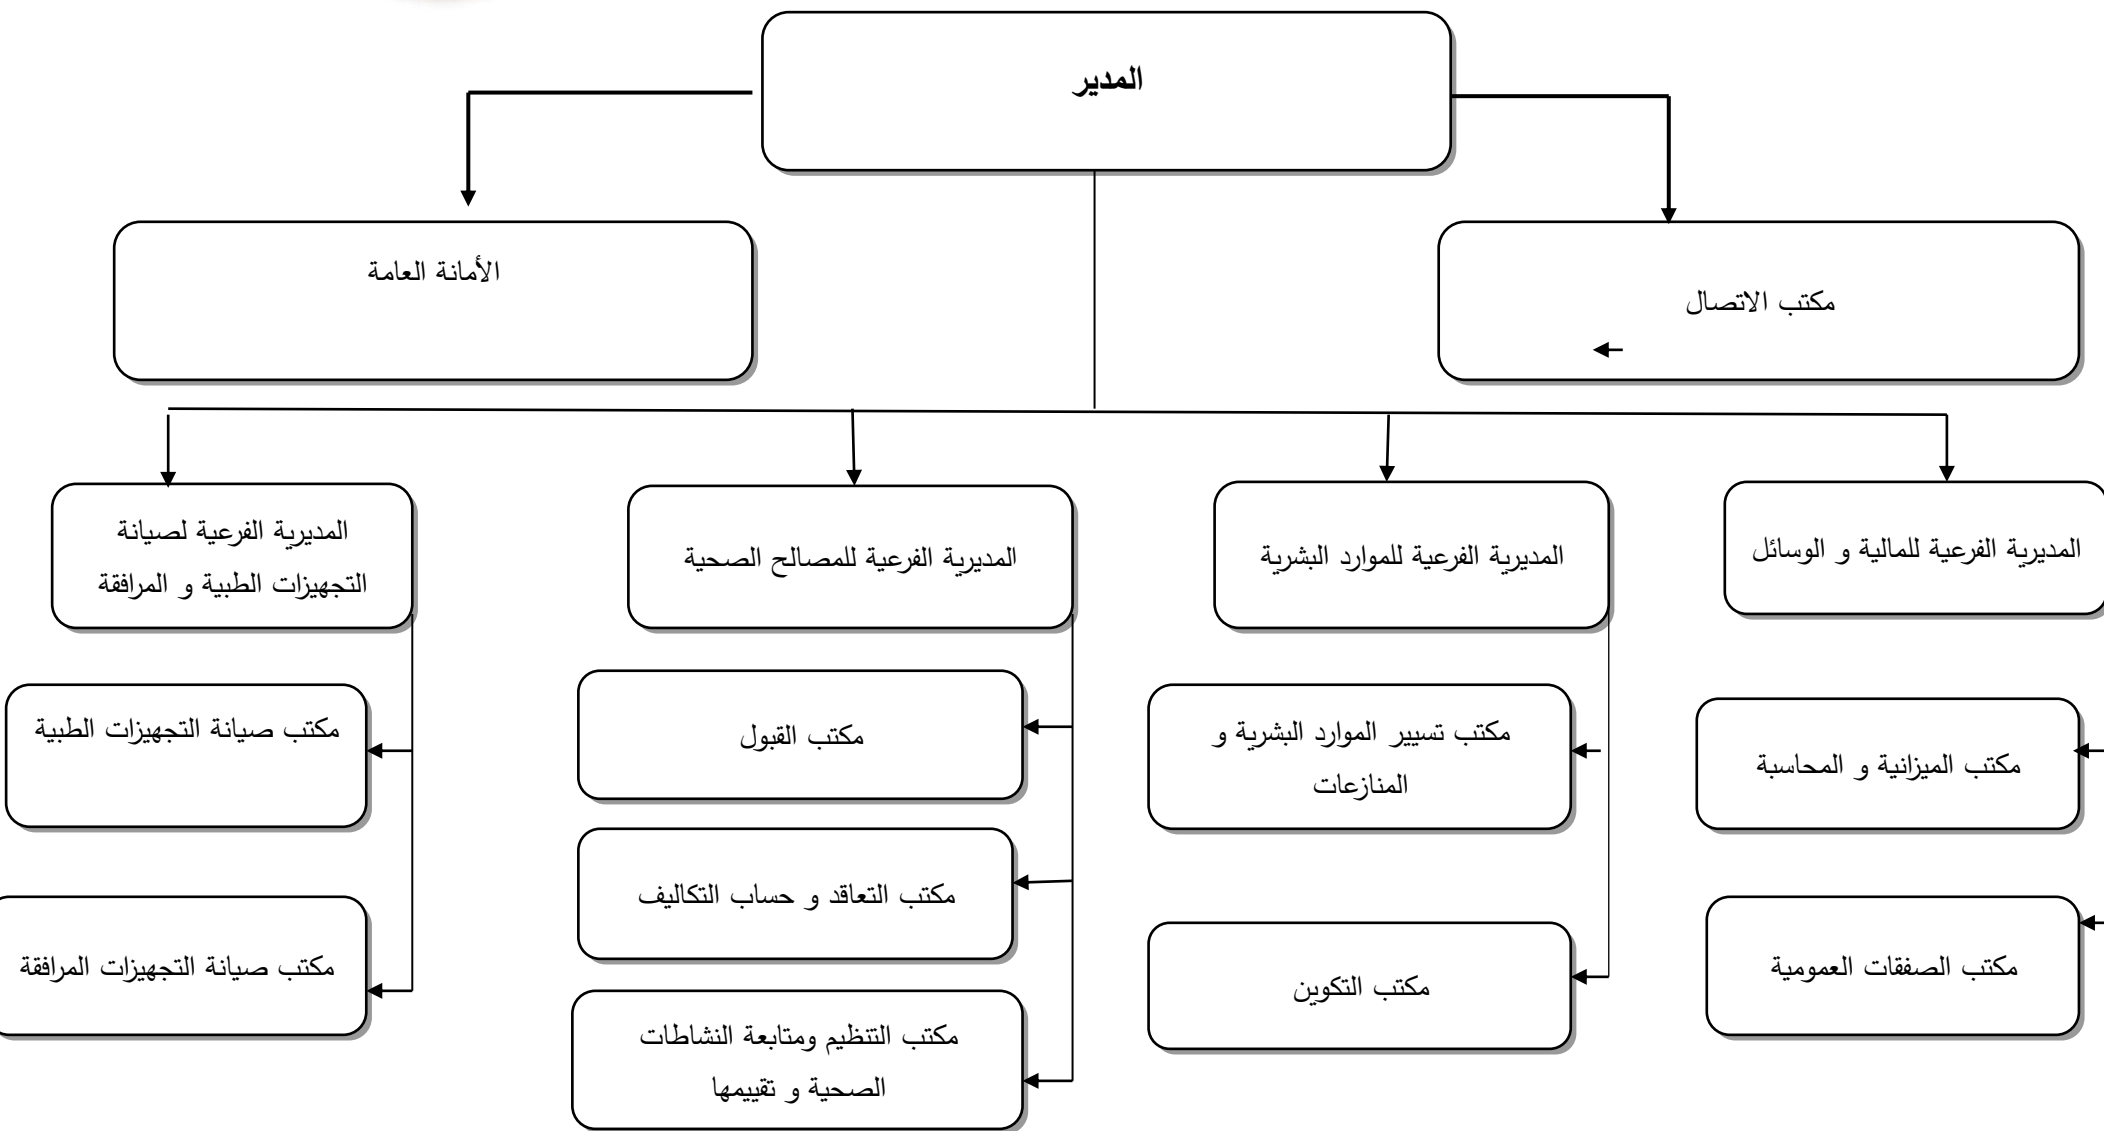 المدير
مكتب الاتصال
الأمانة العامة
المديرية الفرعية للمالية و الوسائل
المديرية الفرعية للموارد البشرية
المديرية الفرعية للمصالح الصحية
المديرية الفرعية لصيانة
التجهيزات الطبية و المرافقة
مكتب الميزانية و المحاسبة
مكتب تسيير الموارد البشرية و
المنازعات
مكتب القبول
مكتب صيانة التجهيزات الطبية
مكتب الصفقات العمومية
مكتب التكوين
مكتب التعاقد و حساب التكاليف
مكتب التنظيم ومتابعة النشاطات
الصحية و تقييمها
مكتب صيانة التجهيزات المرافقة